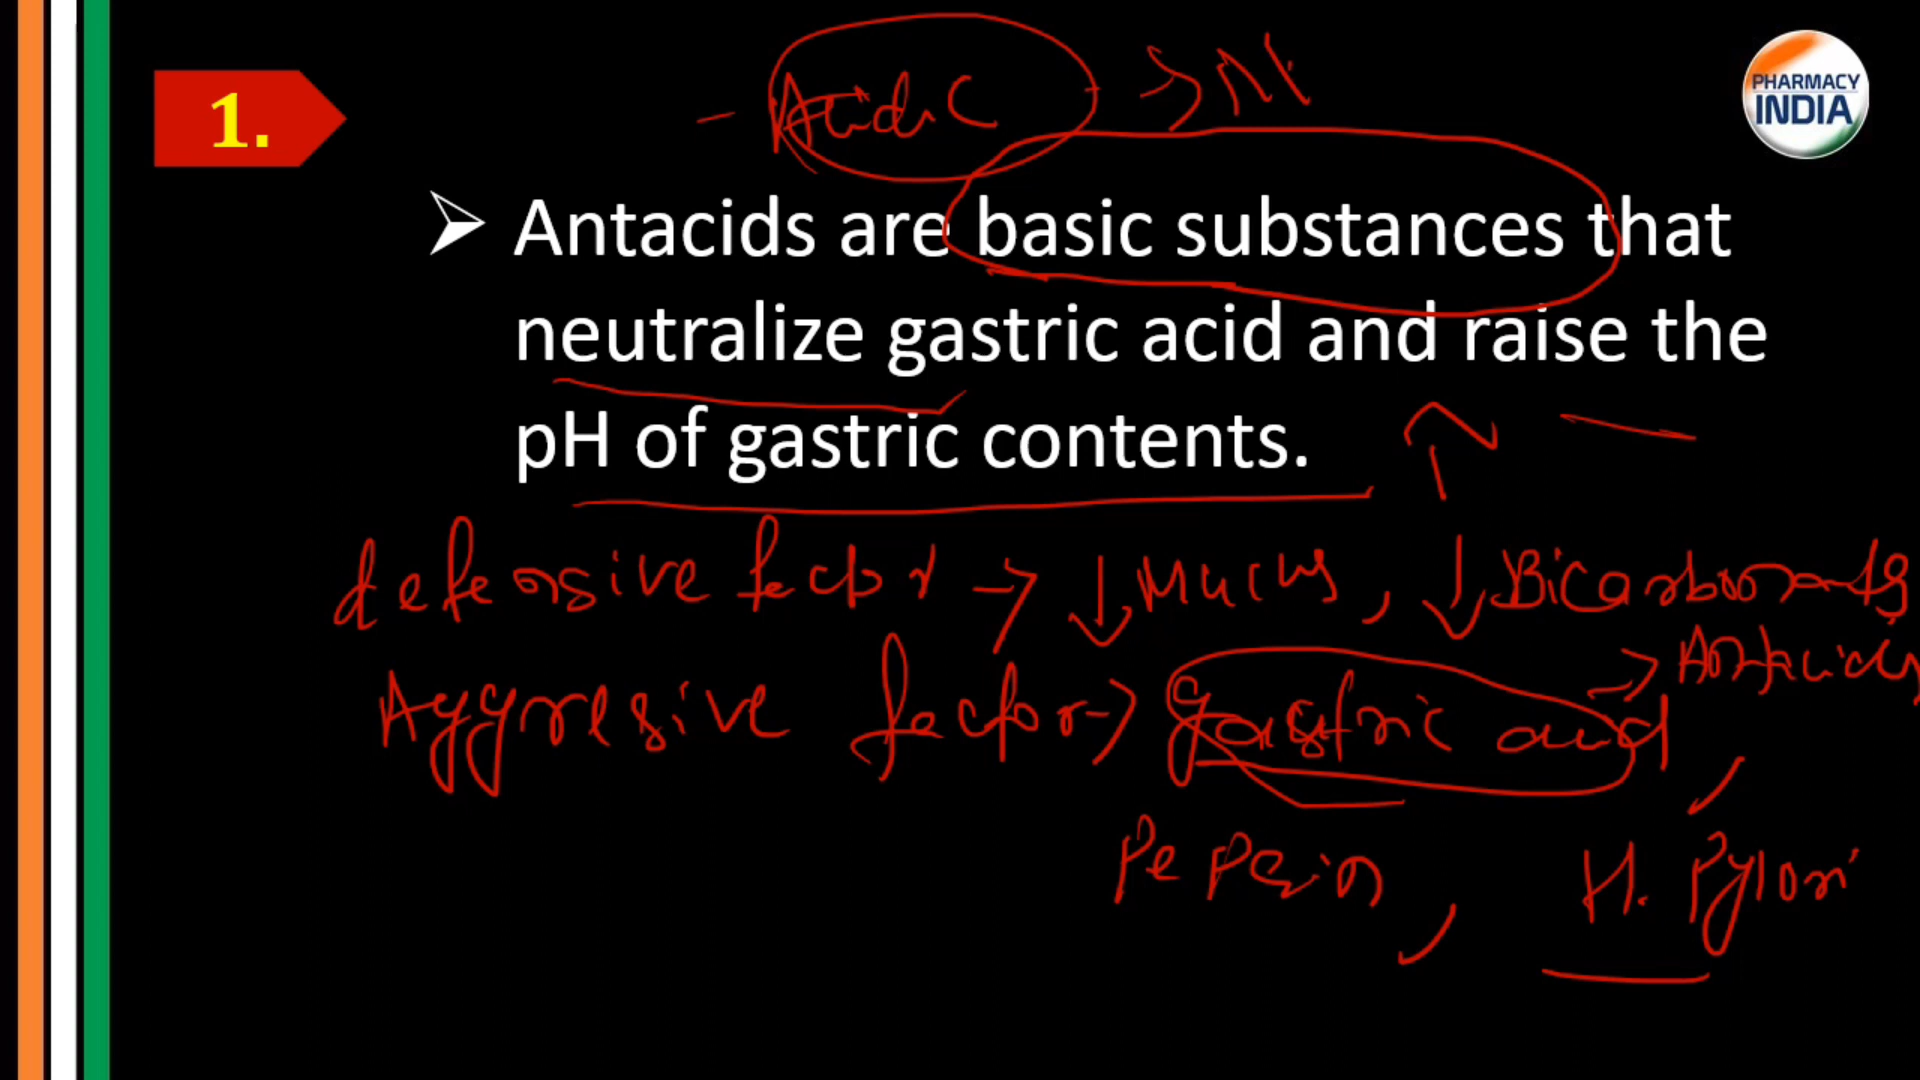 - Acidic → N
1.
PHARMACY
INDIA
Antacids are basic substances that
neutralize gastric acid and raise the
pH of gastric contents.
defensive factor → ↓ Mucus, ↓ Bicarbonate
→ Antacids
Aggresive factor → gastric acid,
Pepsin, H. Pylori